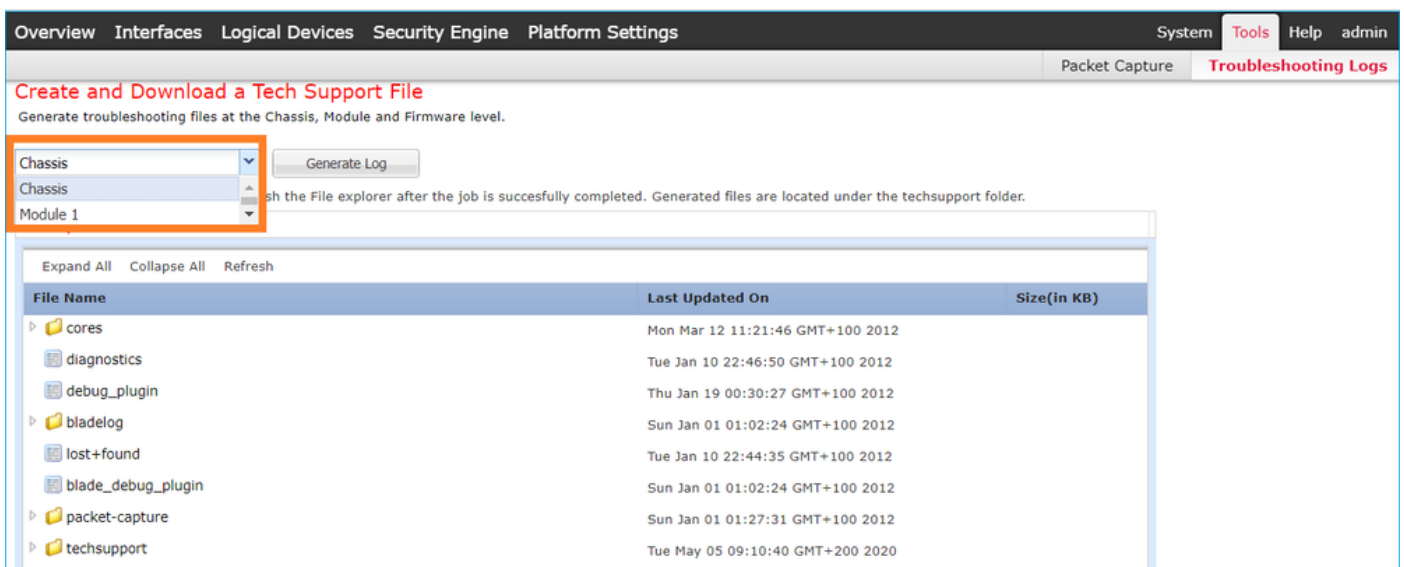 Overview Interfaces Logical Devices Security Engine Platform Settings System Tools Help admin
Packet Capture Troubleshooting Logs
Create and Download a Tech Support File
Generate troubleshooting files at the Chassis, Module and Firmware level.
Chassis Generate Log
Chassis
sh the File explorer after the job is succesfully completed. Generated files are located under the techsupport folder.
Module 1
Expand All Collapse All Refresh
File Name Last Updated On Size(in KB)
cores Mon Mar 12 11:21:46 GMT+100 2012
diagnostics Tue Jan 10 22:46:50 GMT+100 2012
debug_plugin Thu Jan 19 00:30:27 GMT+100 2012
bladelog Sun Jan 01 01:02:24 GMT+100 2012
lost+found Tue Jan 10 22:44:35 GMT+100 2012
blade_debug_plugin Sun Jan 01 01:02:24 GMT+100 2012
packet-capture Sun Jan 01 01:27:31 GMT+100 2012
techsupport Tue May 05 09:10:40 GMT+200 2020